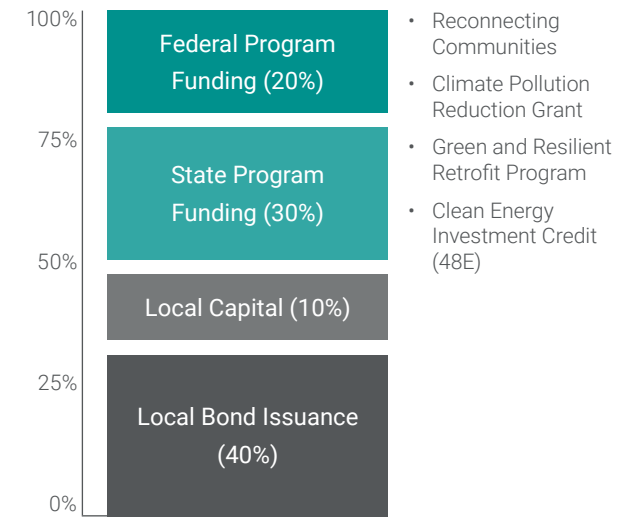 100%
75%
50%
25%
0%
Federal Program
Funding (20%)
State Program
Funding (30%)
Local Capital (10%)
Local Bond Issuance
(40%)
• Reconnecting
Communities
• Climate Pollution
Reduction Grant
• Green and Resilient
Retrofit Program
• Clean Energy
Investment Credit
(48E)